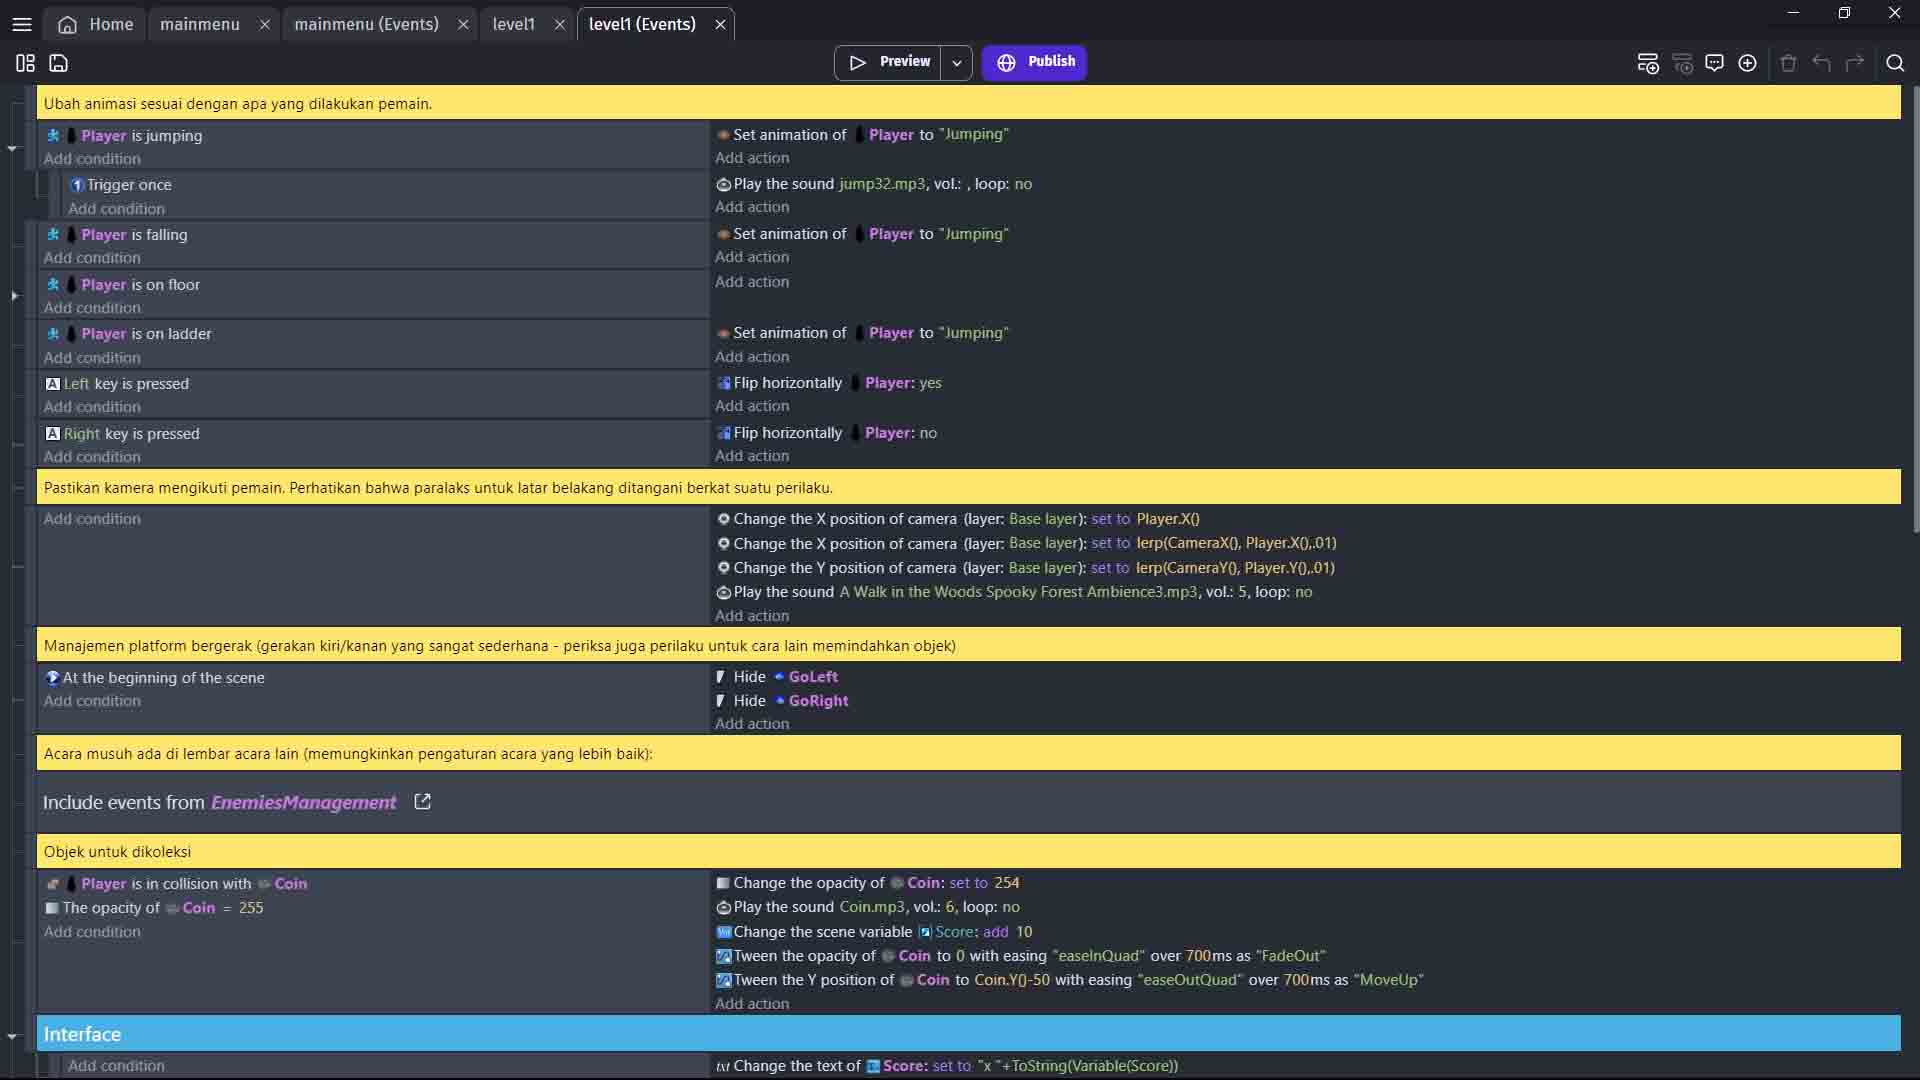 Home
mainmenu
mainmenu (Events)
level1
level1 (Events)
Preview
Publish
Ubah animasi sesuai dengan apa yang dilakukan pemain.
Player is jumping
Add condition
Set animation of Player to "Jumping"
Add action
Trigger once
Add condition
Play the sound jump32.mp3, vol.: , loop: no
Add action
Player is falling
Add condition
Set animation of Player to "Jumping"
Add action
Player is on floor
Add condition
Add action
Player is on ladder
Add condition
Set animation of Player to "Jumping"
Add action
A Left key is pressed
Add condition
Flip horizontally Player: yes
Add action
A Right key is pressed
Add condition
Flip horizontally Player: no
Add action
Pastikan kamera mengikuti pemain. Perhatikan bahwa paralaks untuk latar belakang ditangani berkat suatu perilaku.
Add condition
Change the X position of camera (layer: Base layer): set to Player.X()
Change the X position of camera (layer: Base layer): set to lerp(CameraX(), Player.X(),.01)
Change the Y position of camera (layer: Base layer): set to lerp(CameraY(), Player.Y(),.01)
Play the sound A Walk in the Woods Spooky Forest Ambience3.mp3, vol.: 5, loop: no
Add action
Manajemen platform bergerak (gerakan kiri/kanan yang sangat sederhana - periksa juga perilaku untuk cara lain memindahkan objek)
At the beginning of the scene
Add condition
Hide GoLeft
Hide GoRight
Add action
Acara musuh ada di lembar acara lain (memungkinkan pengaturan acara yang lebih baik):
Include events from EnemiesManagement
Objek untuk dikoleksi
Player is in collision with Coin
The opacity of Coin = 255
Add condition
Change the opacity of Coin: set to 254
Play the sound Coin.mp3, vol.: 6, loop: no
Change the scene variable Score: add 10
Tween the opacity of Coin to 0 with easing "easeInQuad" over 700ms as "FadeOut"
Tween the Y position of Coin to Coin.Y()-50 with easing "easeOutQuad" over 700ms as "MoveUp"
Add action
Interface
Add condition
txt Change the text of Score: set to "x "+ToString(Variable(Score))